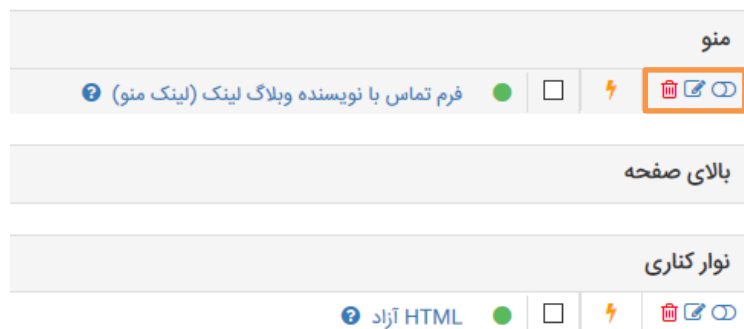 منو
فرم تماس با نویسنده وبلاگ لینک (لینک منو)
بالای صفحه
نوار کناری
HTML آزاد